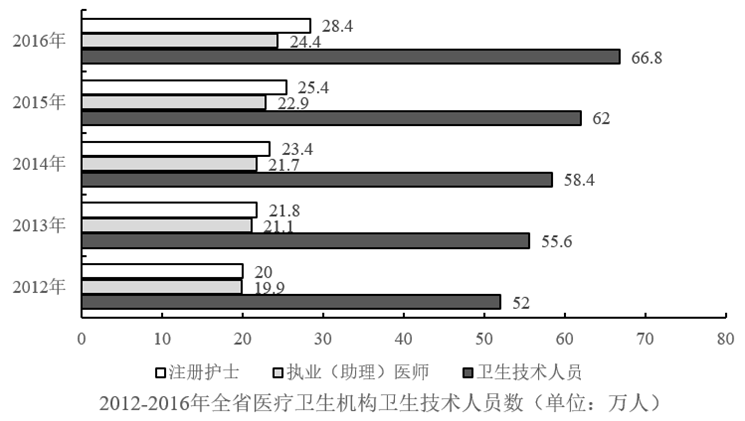 28.4
2016年
24.4
66.8
25.4
2015年
22.9
62
23.4
2014年
21.7
58.4
21.8
2013年
21.1
55.6
20
2012年
19.9
52
0 10 20 30 40 50 60 70 80
注册护士 执业（助理）医师 卫生技术人员
2012-2016年全省医疗卫生机构卫生技术人员数（单位：万人）